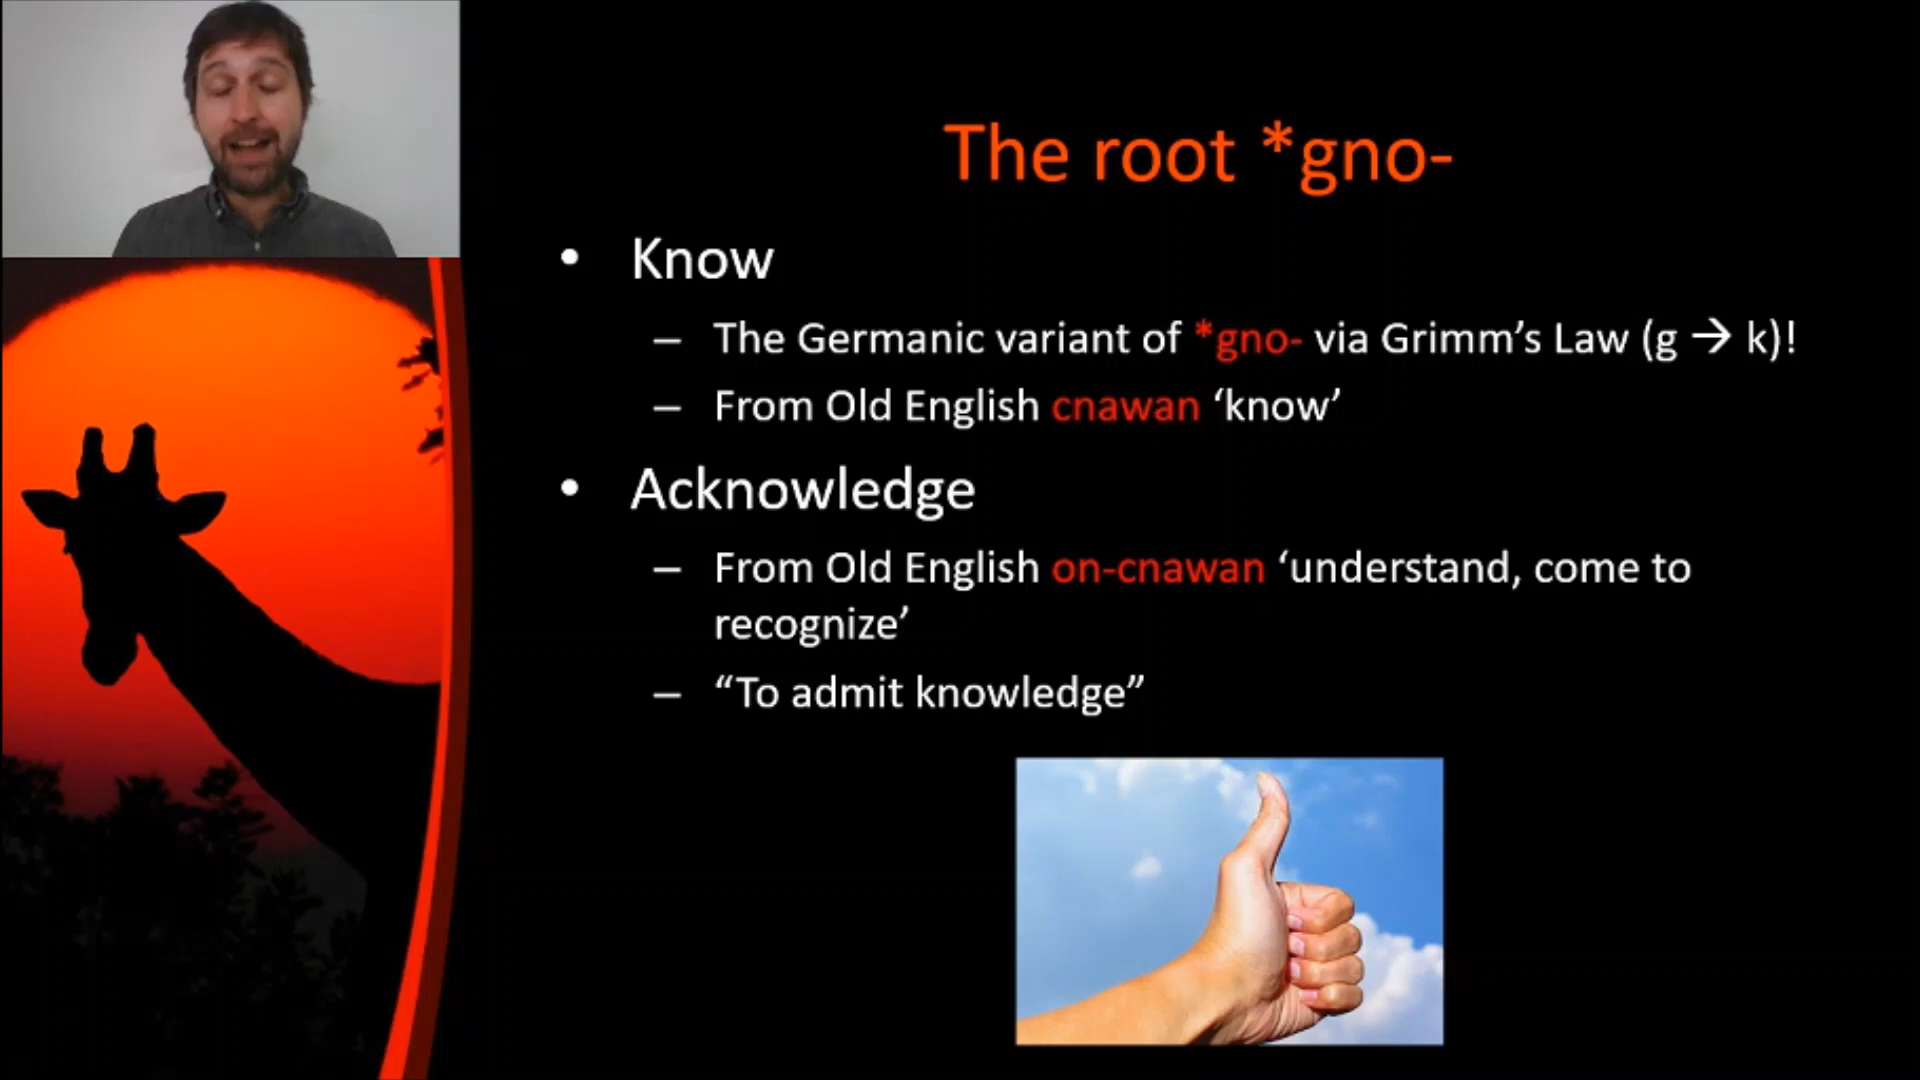 The root *gno-
• Know
– The Germanic variant of *gno- via Grimm’s Law (g → k)!
– From Old English cnawan ‘know’
• Acknowledge
– From Old English on-cnawan ‘understand, come to
recognize’
– “To admit knowledge”